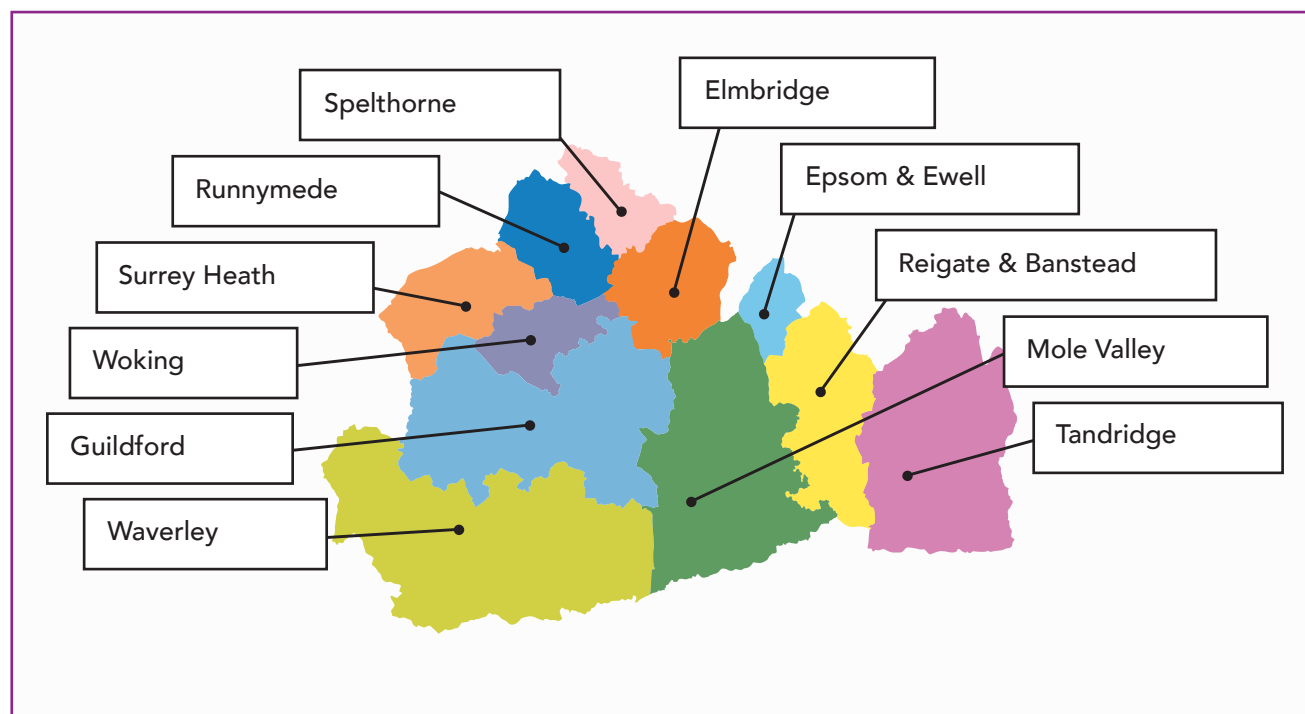 Spelthorne
Elmbridge
Runnymede
Epsom & Ewell
Surrey Heath
Reigate & Banstead
Woking
Mole Valley
Guildford
Tandridge
Waverley